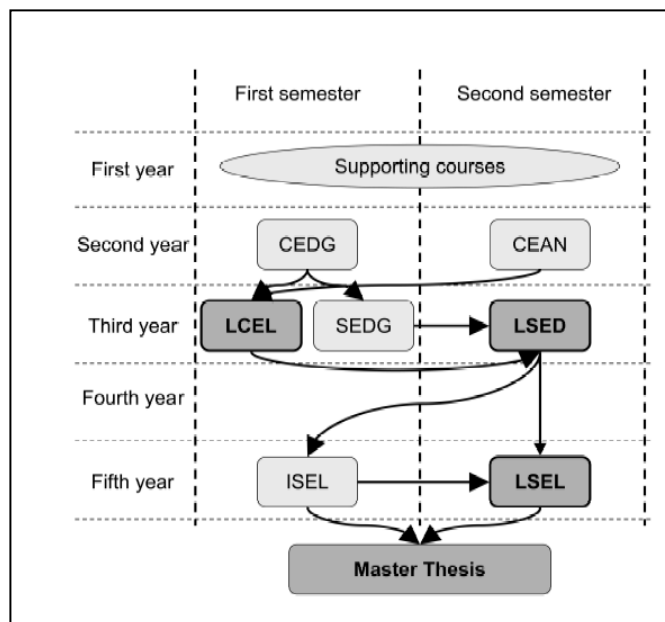 First semester
Second semester
First year
Supporting courses
Second year
CEDG
CEAN
Third year
LCEL
SEDG
LSED
Fourth year
Fifth year
ISEL
LSEL
Master Thesis